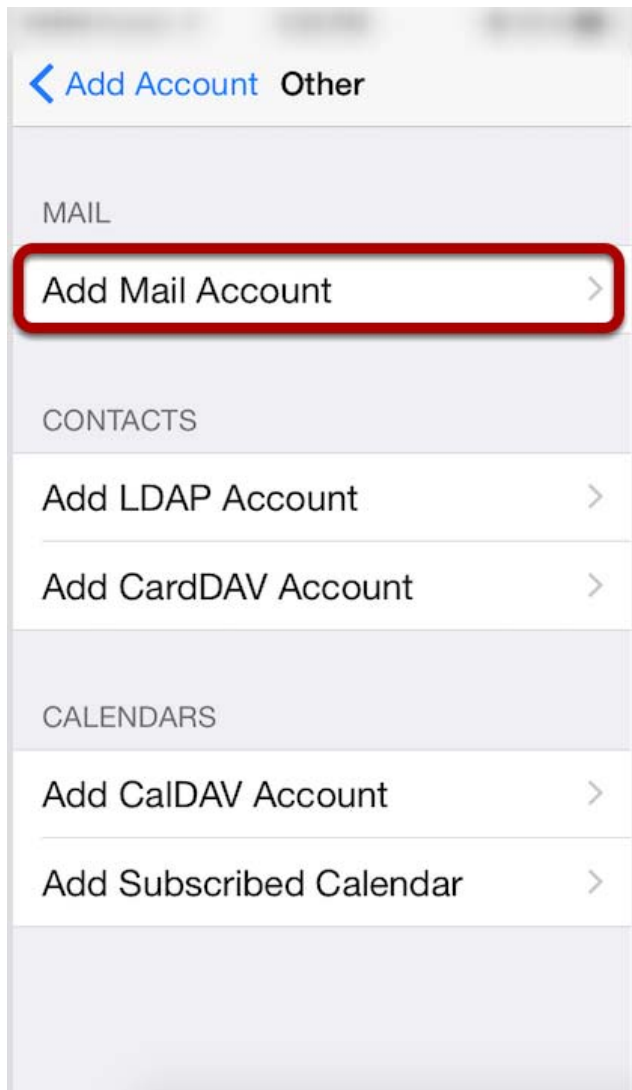 Add Account Other
MAIL
Add Mail Account
CONTACTS
Add LDAP Account
Add CardDAV Account
CALENDARS
Add CalDAV Account
Add Subscribed Calendar